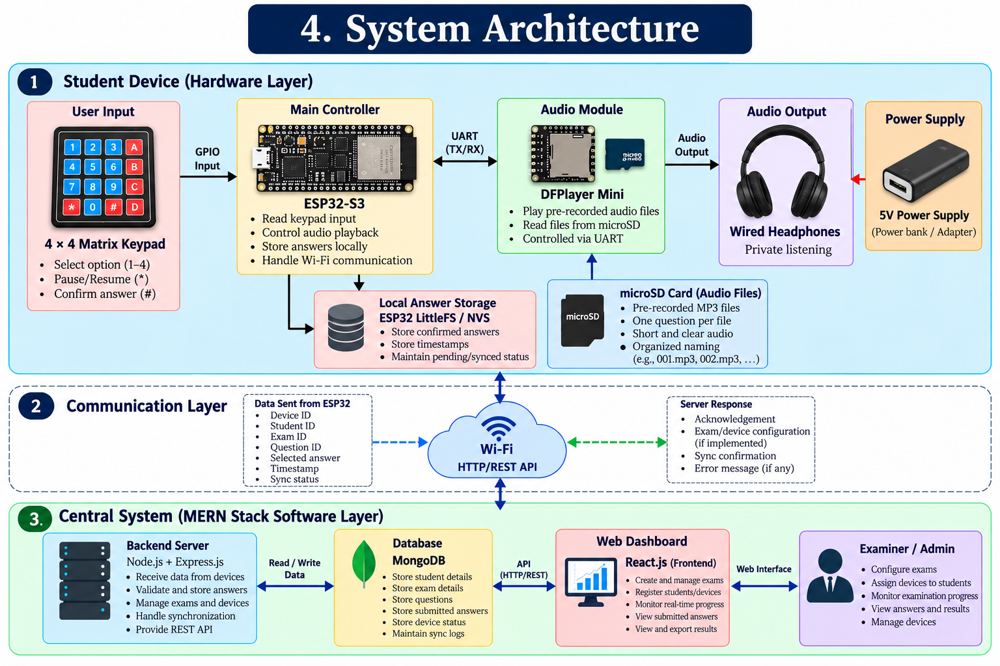 4. System Architecture
1
Student Device (Hardware Layer)
User Input
1 2 3 A
4 5 6 B
7 8 9 C
* 0 # D
4 × 4 Matrix Keypad
• Select option (1–4)
• Pause/Resume (*)
• Confirm answer (#)
GPIO
Input
Main Controller
ESP32-S3
• Read keypad input
• Control audio playback
• Store answers locally
• Handle Wi-Fi communication
UART
(TX/RX)
Audio Module
DFPlayer Mini
• Play pre-recorded audio files
• Read files from microSD
• Controlled via UART
Audio
Output
Audio Output
Wired Headphones
Private listening
Power Supply
5V Power Supply
(Power bank / Adapter)
Local Answer Storage
ESP32 LittleFS / NVS
• Store confirmed answers
• Store timestamps
• Maintain pending/synced status
microSD
microSD Card (Audio Files)
• Pre-recorded MP3 files
• One question per file
• Short and clear audio
• Organized naming
(e., 001.mp3, 002.mp3, ...)
2
Communication Layer
Data Sent from ESP32
• Device ID
• Student ID
• Exam ID
• Question ID
• Selected answer
• Timestamp
• Sync status
Wi-Fi
HTTP/REST API
Server Response
• Acknowledgement
• Exam/device configuration
(if implemented)
• Sync confirmation
• Error message (if any)
3.
Central System (MERN Stack Software Layer)
Backend Server
Node.js + Express.js
• Receive data from devices
• Validate and store answers
• Manage exams and devices
• Handle synchronization
• Provide REST API
Read / Write
Data
Database
MongoDB
• Store student details
• Store exam details
• Store questions
• Store submitted answers
• Store device status
• Maintain sync logs
API
(HTTP/REST)
Web Dashboard
React.js (Frontend)
• Create and manage exams
• Register students/devices
• Monitor real-time progress
• View submitted answers
• View and export results
Web Interface
Examiner / Admin
• Configure exams
• Assign devices to students
• Monitor examination progress
• View answers and results
• Manage devices